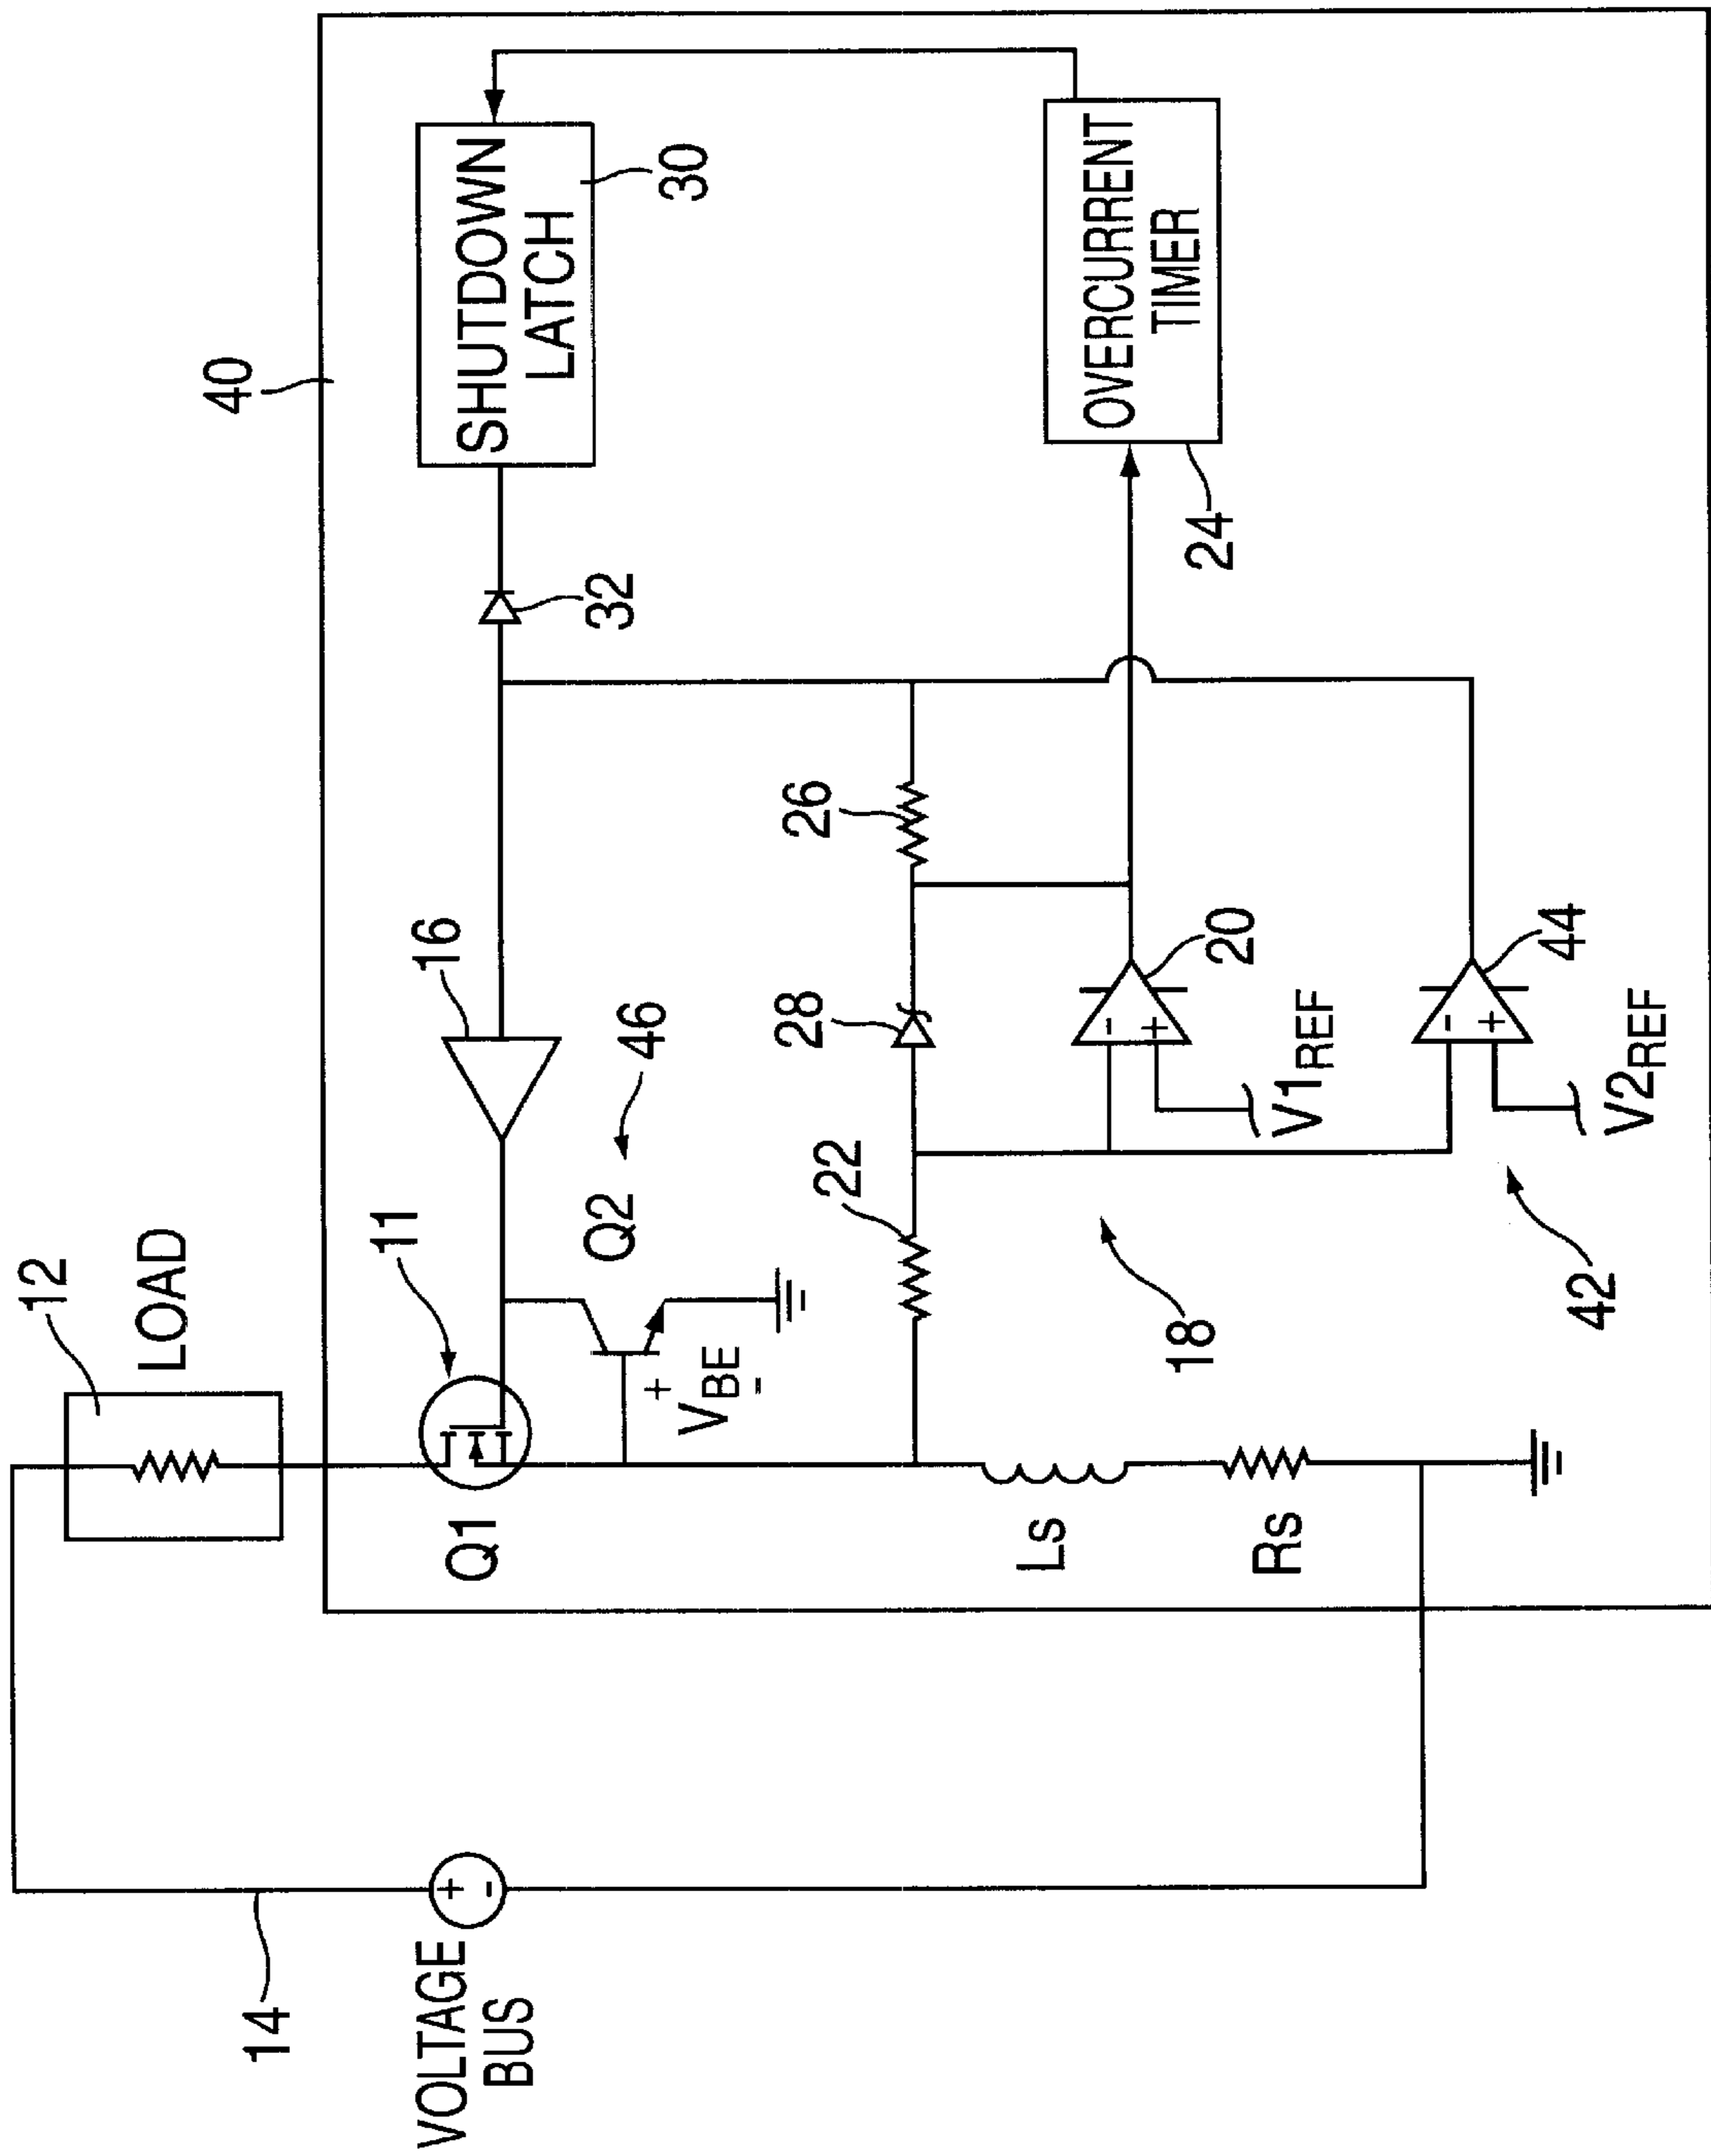 40
12
LOAD
14
VOLTAGE
BUS
Q1
11
16
32
SHUTDOWN
LATCH
30
Q2
46
+
VBE
-
22
28
26
Ls
Rs
18
-
+
20
V1REF
OVERCURRENT
TIMER
24
42
-
+
44
V2REF
+
-